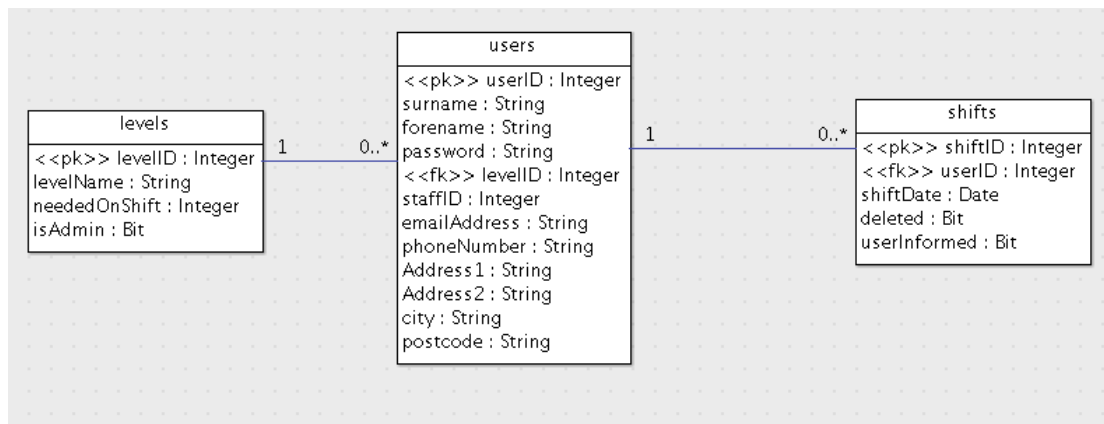 levels
<<pk>> levelID : Integer
levelName : String
neededOnShift : Integer
isAdmin : Bit
1
0..*
users
<<pk>> userID : Integer
surname : String
forename : String
password : String
<<fk>> levelID : Integer
staffID : Integer
emailAddress : String
phoneNumber : String
Address1 : String
Address2 : String
city : String
postcode : String
1
0..*
shifts
<<pk>> shiftID : Integer
<<fk>> userID : Integer
shiftDate : Date
deleted : Bit
userInformed : Bit